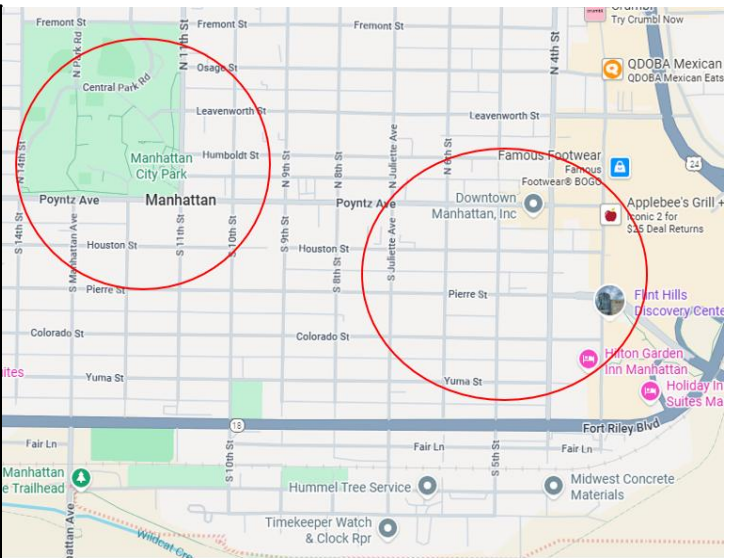 Fremont St
Fremont St
Fremont St
Try Crumbl Now
N Park Rd
N 11th St
N 4th St
Osage St
QDOBA Mexican
QDOBA Mexican Eats
Central Park Rd
Leavenworth St
Leavenworth St
N 14th St
Manhattan
City Park
Humboldt St
N 9th St
N 8th St
N Juliette Ave
N 6th St
Famous Footwear
Famous
Footwear® BOGO
24
Poyntz Ave
Manhattan
Poyntz Ave
Downtown
Manhattan, Inc
Applebee's Grill +
Iconic 2 for
$25 Deal Returns
S 14th St
S Manhattan Ave
S 11th St
S 10th St
S 9th St
S 8th St
S Juliette Ave
Houston St
Houston St
Pierre St
Pierre St
Flint Hills
Discovery Cente
Colorado St
Colorado St
Hilton Garden
Inn Manhattan
ites
Yuma St
Yuma St
Holiday In
Suites Ma
18
Fort Riley Blvd
Fair Ln
Fair Ln
Fair Ln
S 10th St
S 5th St
Manhattan
e Trailhead
Hummel Tree Service
Midwest Concrete
Materials
Timekeeper Watch
& Clock Rpr
attan Ave
Wildcat Cre